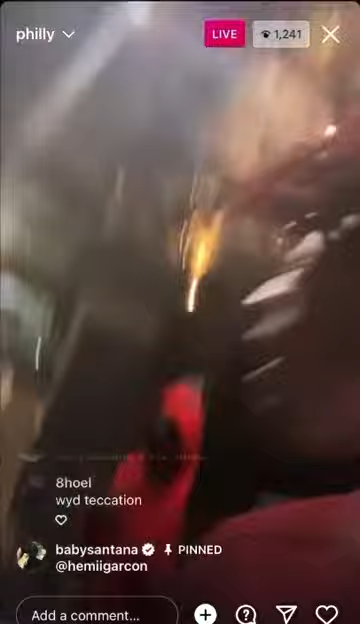 philly
LIVE
1,241
8hoel
wyd teccation
babysantana PINNED
@hemiigarcon
Add a comment...